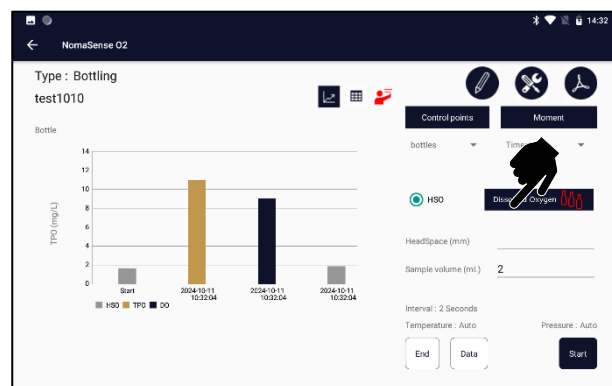 14:32
NomaSense O2
Type : Bottling
test1010
Control points
Moment
Bottle
bottles
HSO
HeadSpace (mm)
Sample volume (ml.) 2
Interval : 2 Seconds
Temperature : Auto
Pressure : Auto
End
Data
Start
TPO (mg/L)
14
12
10
8
6
4
2
0
Start
2024-10-11
10:32:04
2024-10-11
10:32:04
2024-10-11
10:32:04
HSO
TPO
DO
Oxygen